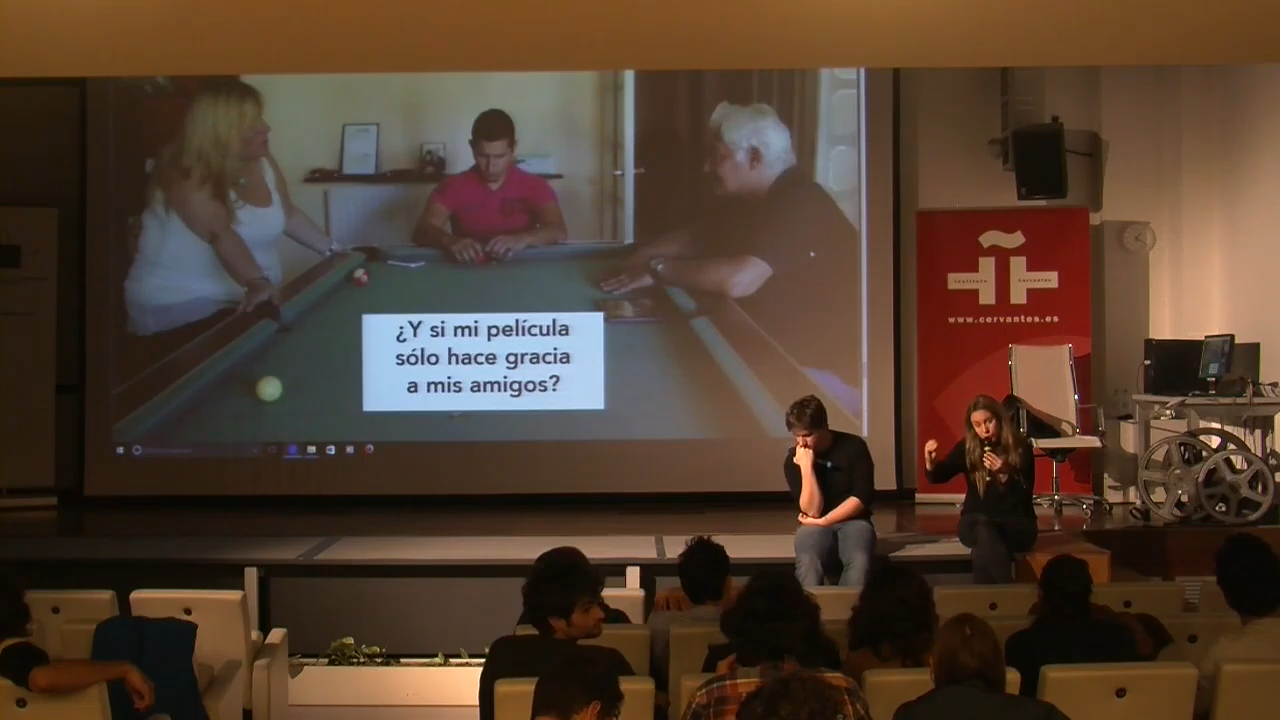 ¿Y si mi película
sólo hace gracia
a mis amigos?
Instituto Cervantes
www.cervantes.es